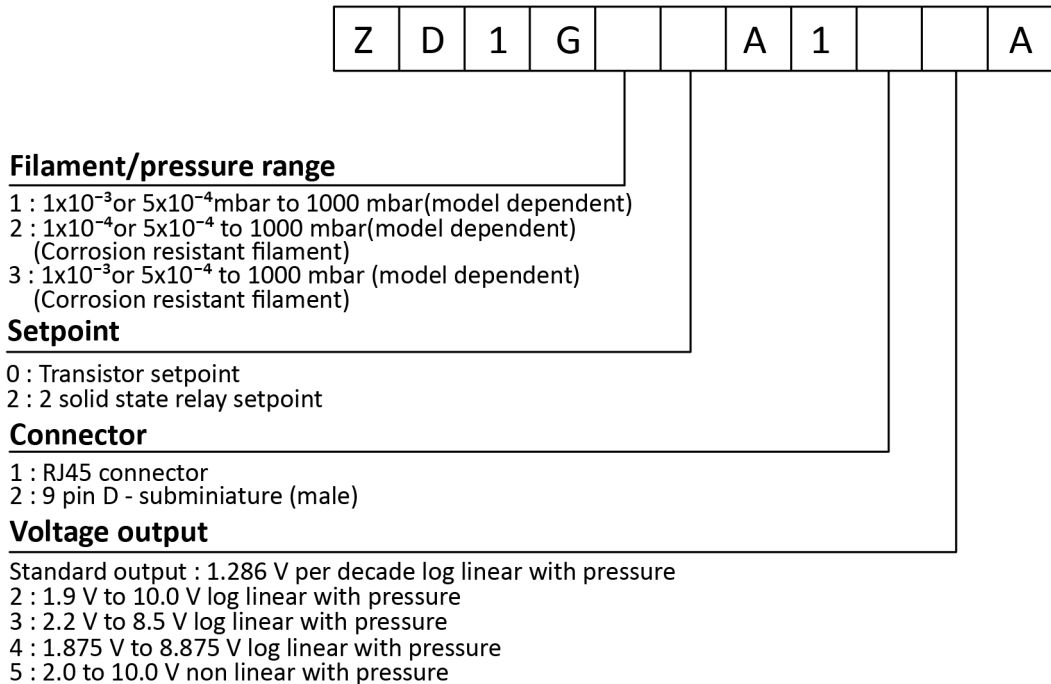 Z D 1 G A 1 A
Filament/pressure range
1 : 1x10⁻³or 5x10⁻⁴mbar to 1000 mbar(model dependent)
2 : 1x10⁻⁴or 5x10⁻⁴ to 1000 mbar(model dependent)
(Corrosion resistant filament)
3 : 1x10⁻³or 5x10⁻⁴ to 1000 mbar (model dependent)
(Corrosion resistant filament)
Setpoint
0 : Transistor setpoint
2 : 2 solid state relay setpoint
Connector
1 : RJ45 connector
2 : 9 pin D - subminiature (male)
Voltage output
Standard output : 1.286 V per decade log linear with pressure
2 : 1.9 V to 10.0 V log linear with pressure
3 : 2.2 V to 8.5 V log linear with pressure
4 : 1.875 V to 8.875 V log linear with pressure
5 : 2.0 to 10.0 V non linear with pressure